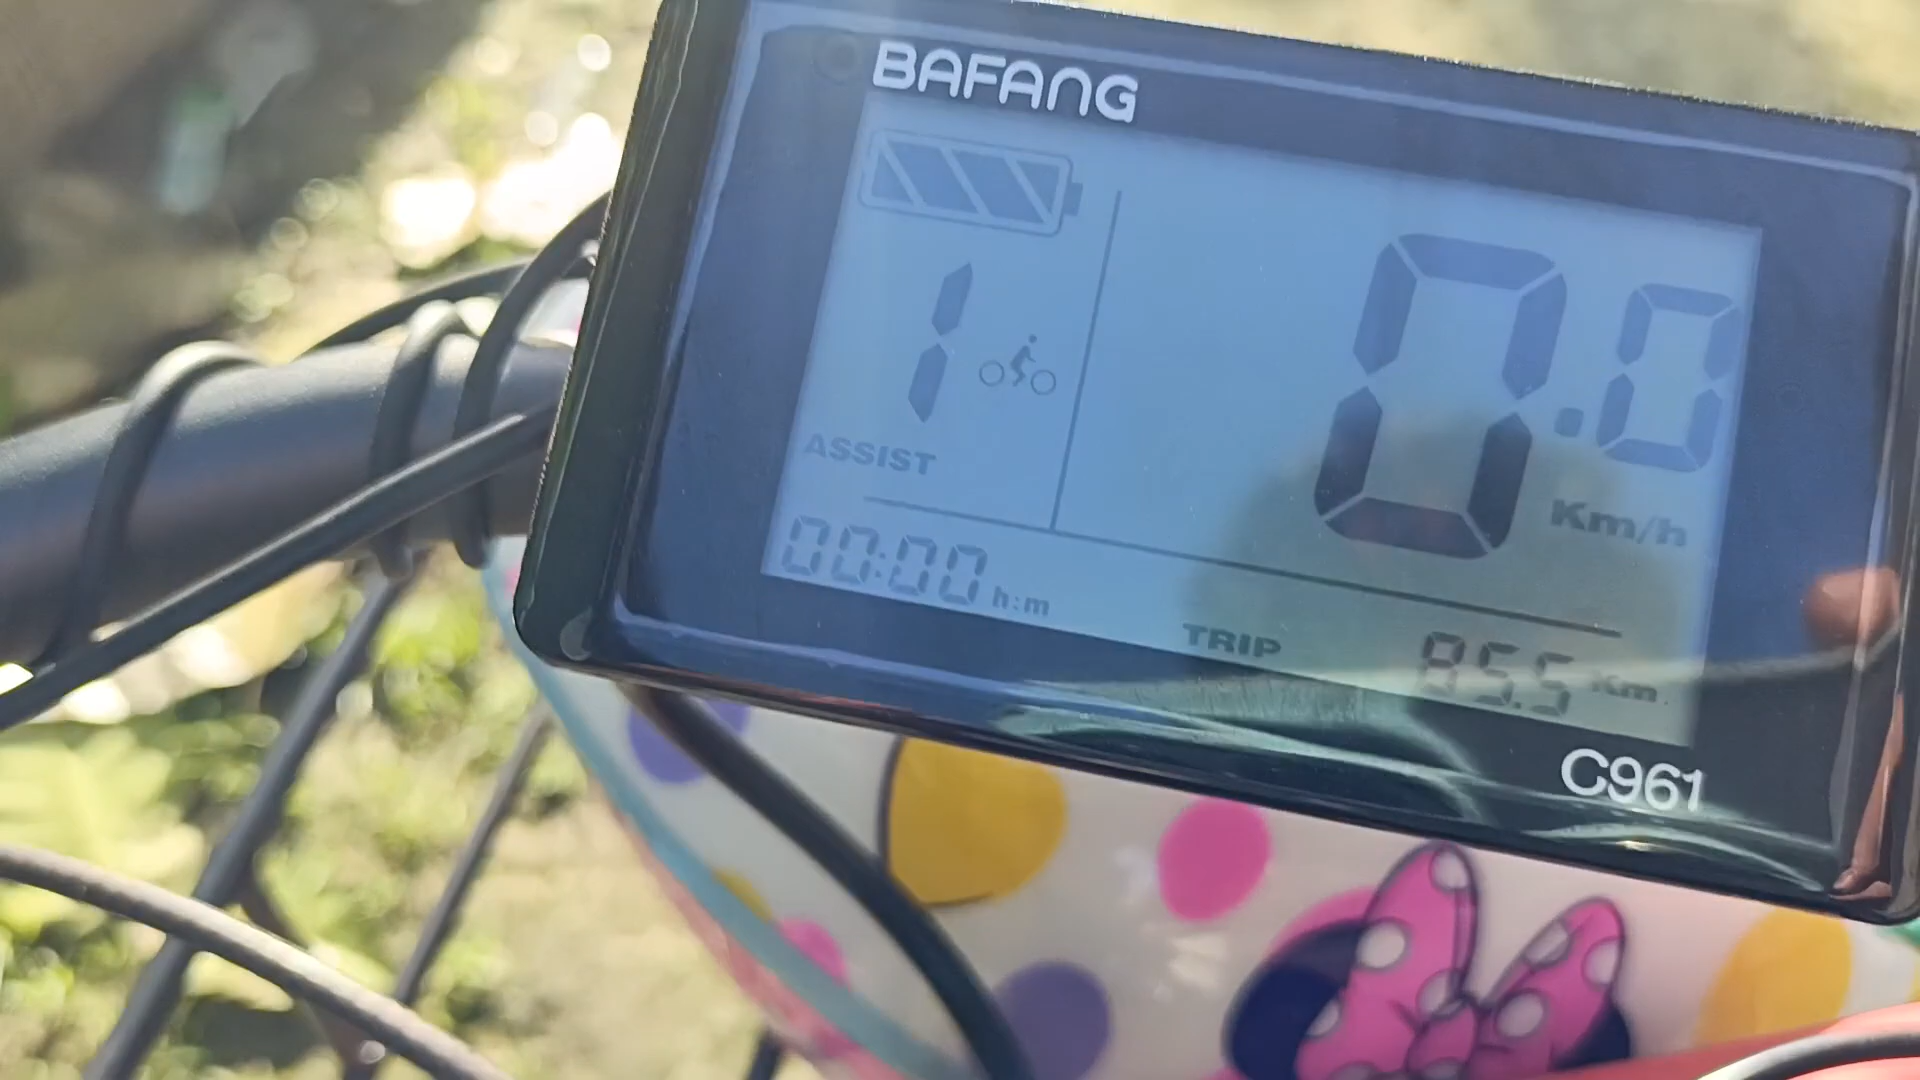 BAFANG
1
0.0
ASSIST
Km/h
00:00 h:m
TRIP
85.5 Km
C961